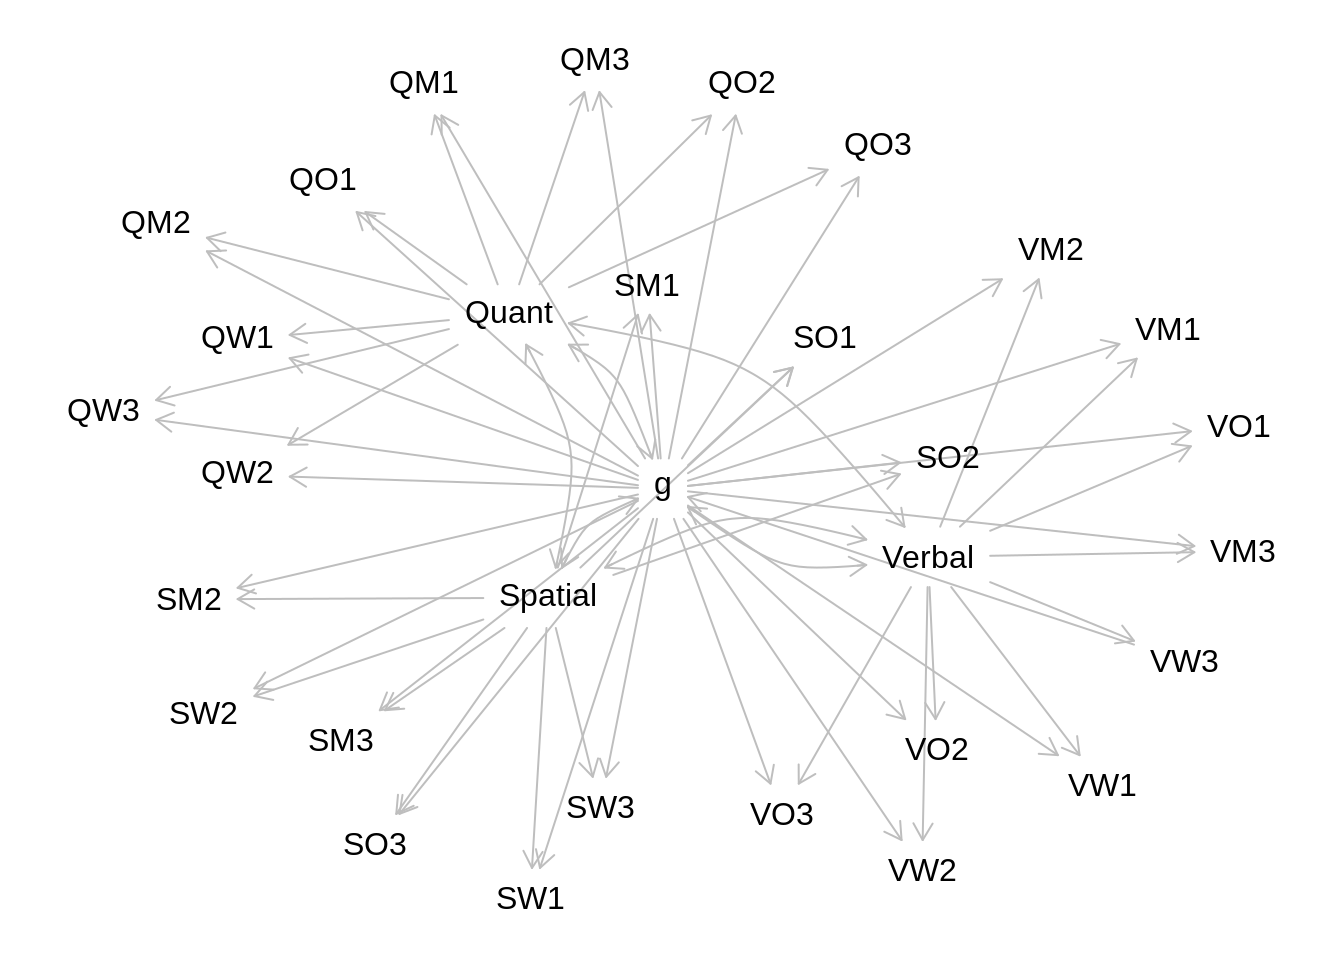 QM3
QM1
QO2
QO3
QO1
QM2
VM2
SM1
Quant
VM1
QW1
SO1
QW3
VO1
SO2
QW2
g
VM3
Verbal
Spatial
SM2
VW3
SW2
SM3
VO2
VW1
SW3
VO3
SO3
VW2
SW1